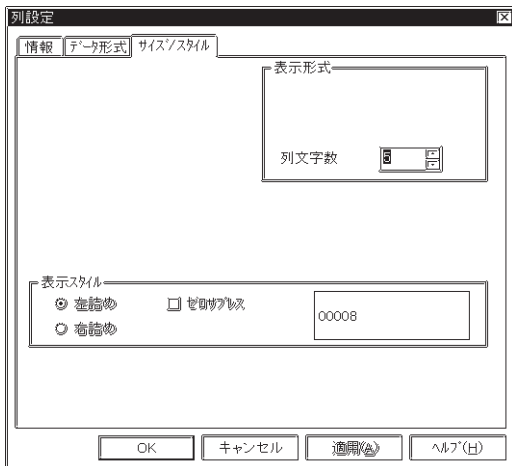 列設定
情報 ﾃﾞｰﾀ形式 ｻｲｽﾞ/ｽﾀｲﾙ
表示形式
列文字数 5
表示ｽﾀｲﾙ
左詰め ｾﾞﾛｻﾌﾟﾚｽ
右詰め
00008
OK キャンセル 適用(A) ﾍﾙﾌﾟ(H)